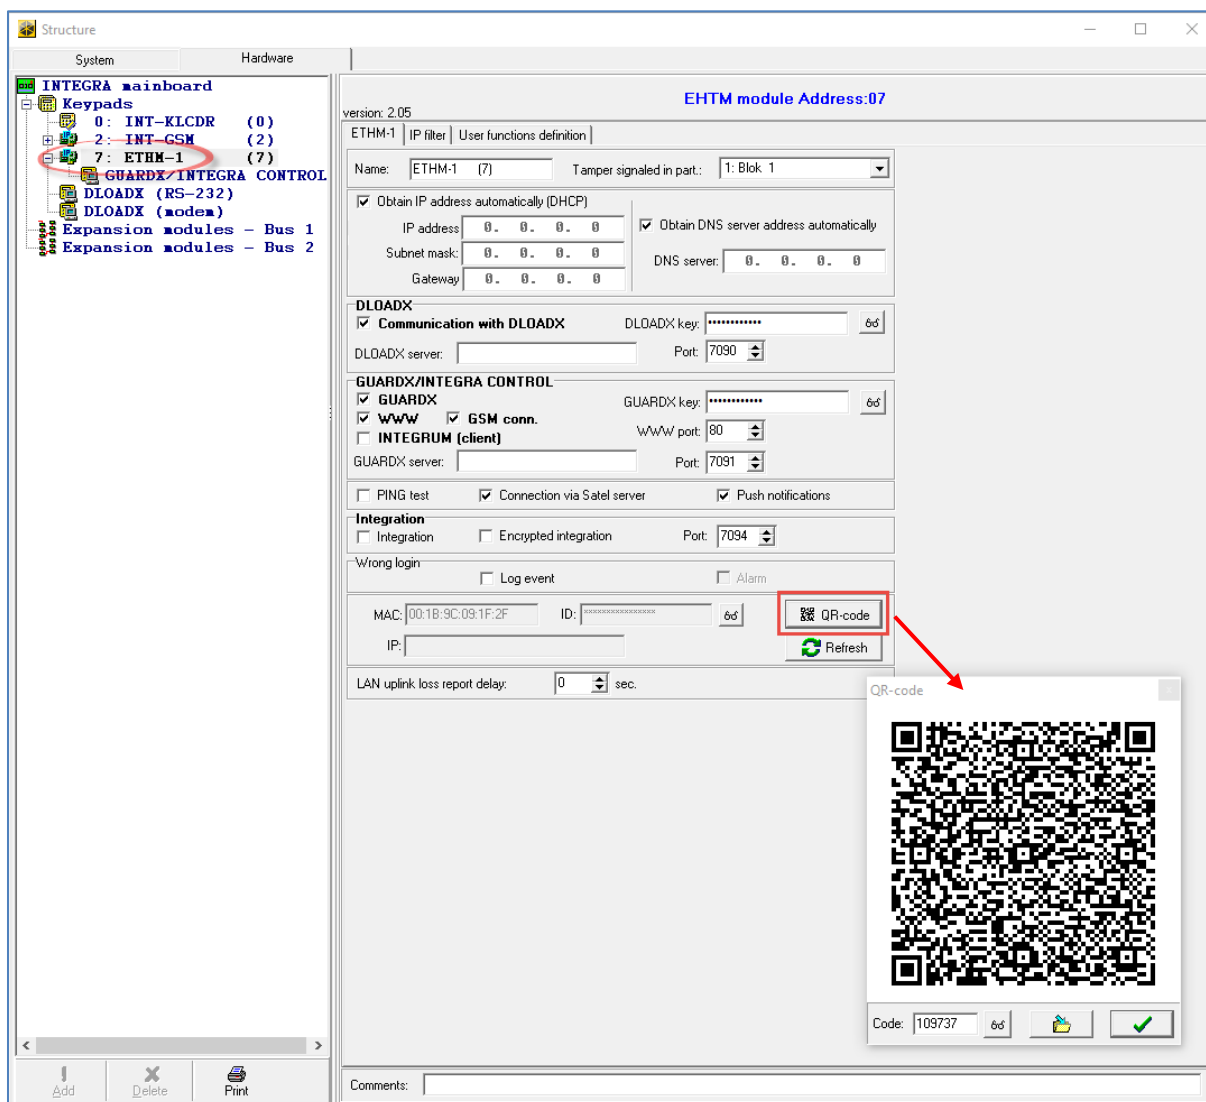 Structure
System Hardware
INTEGRA mainboard
Keypads
0: INT-KLCDR (0)
2: INT-GSM (2)
7: ETHM-1 (7)
GUARDX/INTEGRA CONTROL
DLOADX (RS-232)
DLOADX (modem)
Expansion modules - Bus 1
Expansion modules - Bus 2
Add Delete Print
EHTM module Address:07
version: 2.05
ETHM-1 IP filter User functions definition
Name: ETHM-1 (7) Tamper signaled in part.: 1: Blok 1
Obtain IP address automatically (DHCP)
IP address 0. 0. 0. 0 Obtain DNS server address automatically
Subnet mask: 0. 0. 0. 0 DNS server: 0. 0. 0. 0
Gateway 0. 0. 0. 0
DLOADX
Communication with DLOADX DLOADX key: ************
DLOADX server: Port: 7090
GUARDX/INTEGRA CONTROL
GUARDX GUARDX key: ************
WWW GSM conn. WWW port: 80
INTEGRUM (client)
GUARDX server: Port: 7091
PING test Connection via Satel server Push notifications
Integration
Integration Encrypted integration Port: 7094
Wrong login
Log event Alarm
MAC: 00:1B:9C:09:1F:2F ID: **************** QR-code
IP: Refresh
LAN uplink loss report delay: 0 sec.
QR-code
Code: 109737
Comments: